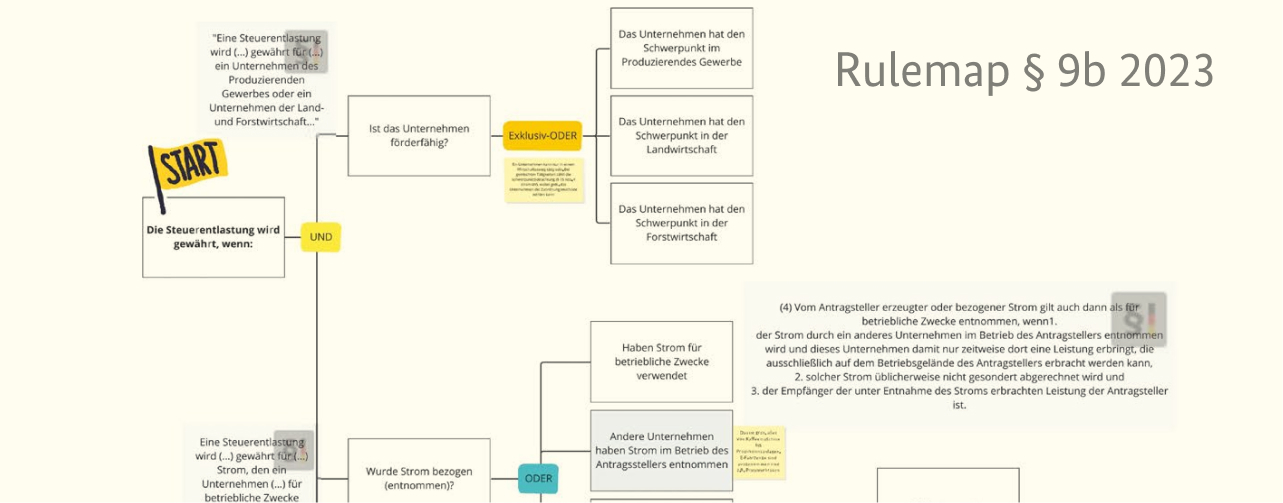 "Eine Steuerentlastung
wird (...) gewährt für (...)
ein Unternehmen des
Produzierenden
Gewerbes oder ein
Unternehmen der Land-
und Forstwirtschaft..."
START
Die Steuerentlastung wird
gewährt, wenn:
UND
Ist das Unternehmen
förderfähig?
Exklusiv-ODER
Das Unternehmen hat den
Schwerpunkt im
Produzierendes Gewerbe
Das Unternehmen hat den
Schwerpunkt in der
Landwirtschaft
Das Unternehmen hat den
Schwerpunkt in der
Forstwirtschaft
Rulemap § 9b 2023
Eine Steuerentlastung
wird (...) gewährt für (...)
Strom, den ein
Unternehmen (...) für
betriebliche Zwecke
Wurde Strom bezogen
(entnommen)?
ODER
Haben Strom für
betriebliche Zwecke
verwendet
Andere Unternehmen
haben Strom im Betrieb des
Antragsstellers entnommen
(4) Vom Antragsteller erzeugter oder bezogener Strom gilt auch dann als für
betriebliche Zwecke entnommen, wenn1.
der Strom durch ein anderes Unternehmen im Betrieb des Antragstellers entnommen
wird und dieses Unternehmen damit nur zeitweise dort eine Leistung erbringt, die
ausschließlich auf dem Betriebsgelände des Antragstellers erbracht werden kann,
2. solcher Strom üblicherweise nicht gesondert abgerechnet wird und
3. der Empfänger der unter Entnahme des Stroms erbrachten Leistung der Antragsteller
ist.